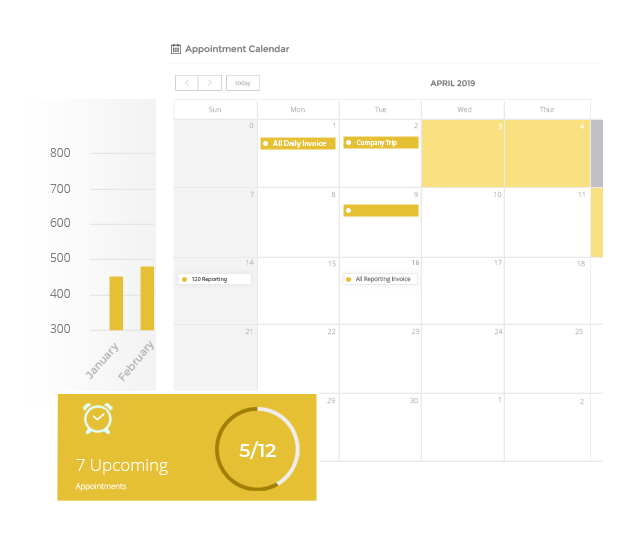 Appointment Calendar
< > today
APRIL 2019
Sun Mon Tue Wed Thur
0 1 2 3 4
All Daily Invoice Company Trip
7 8 9 10 11
14 15 16 17 18
120 Reporting All Reporting Invoice
21 22 23 24 25
29 30 1 2
800
700
600
500
400
300
January February
5/12
7 Upcoming
Appointments